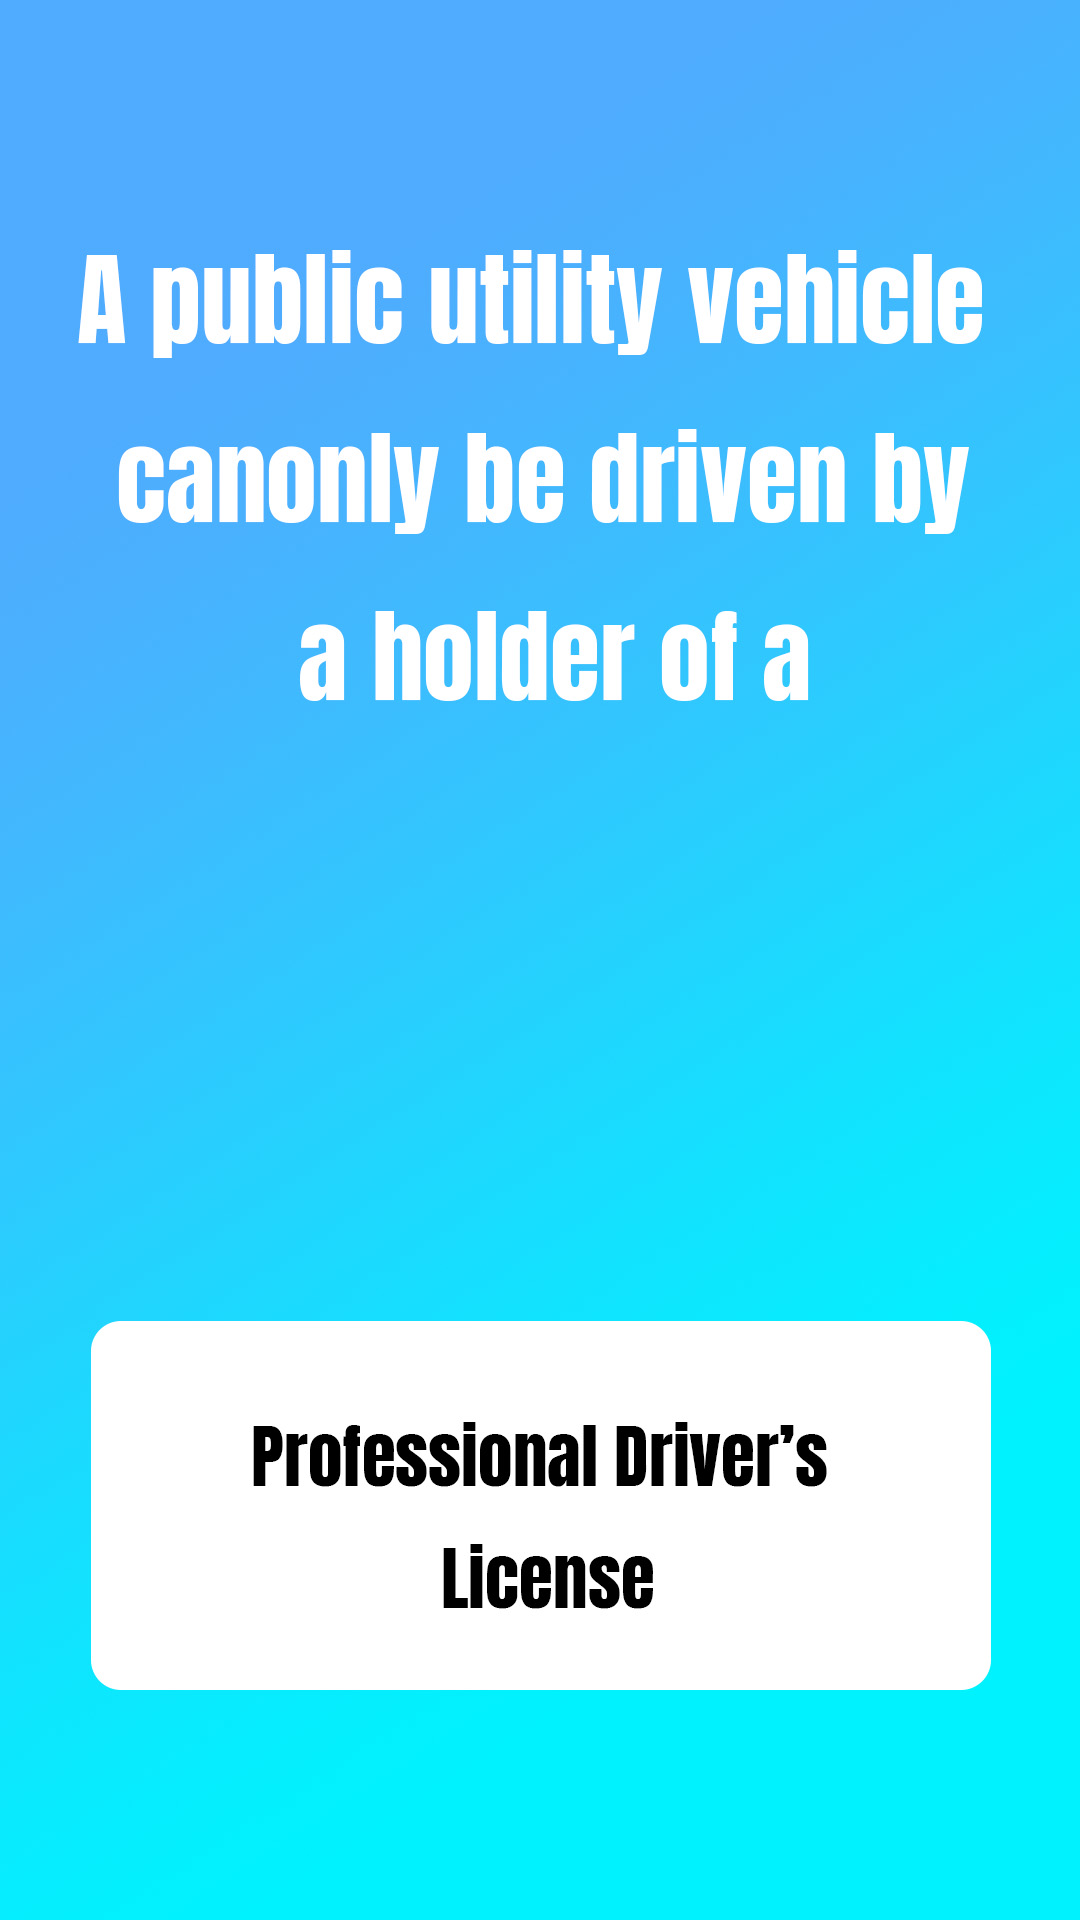 A public utility vehicle
canonly be driven by
a holder of a
Professional Driver’s
License